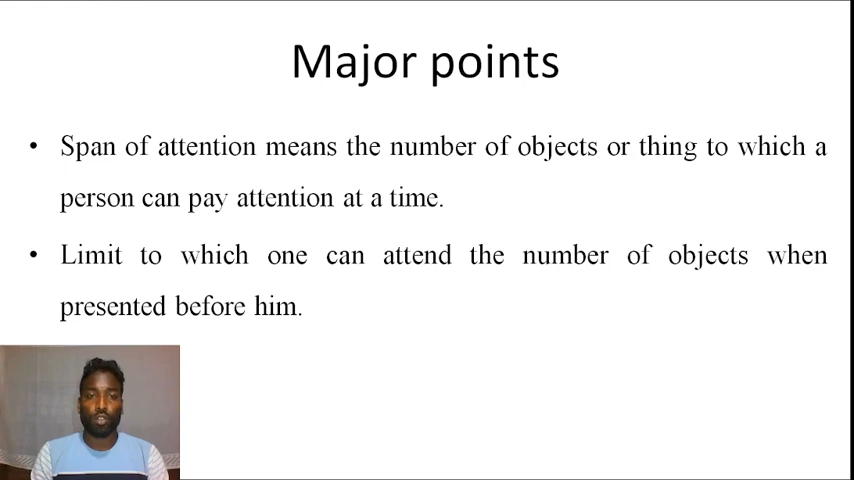 Major points
• Span of attention means the number of objects or thing to which a
person can pay attention at a time.
• Limit to which one can attend the number of objects when
presented before him.